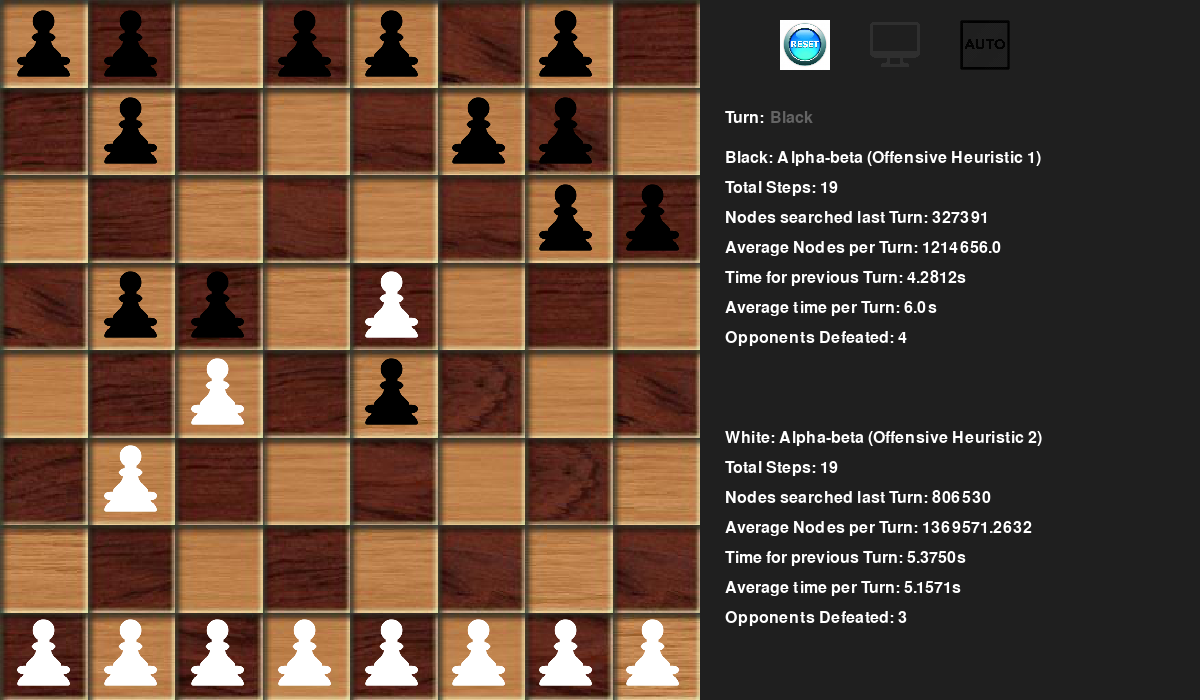 RESET
AUTO
Turn: Black
Black: Alpha-beta (Offensive Heuristic 1)
Total Steps: 19
Nodes searched last Turn: 327391
Average Nodes per Turn: 1214656.0
Time for previous Turn: 4.2812s
Average time per Turn: 6.0s
Opponents Defeated: 4
White: Alpha-beta (Offensive Heuristic 2)
Total Steps: 19
Nodes searched last Turn: 806530
Average Nodes per Turn: 1369571.2632
Time for previous Turn: 5.3750s
Average time per Turn: 5.1571s
Opponents Defeated: 3